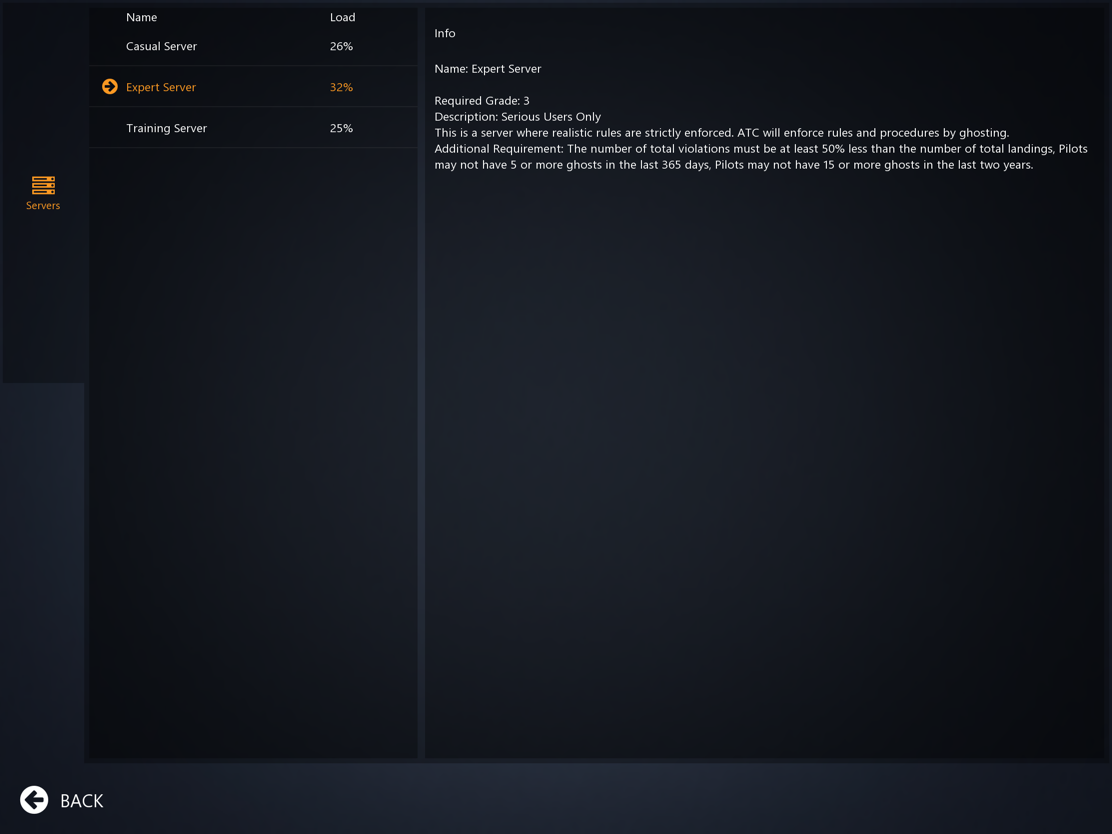 Servers
Name Load
Casual Server 26%
Expert Server 32%
Training Server 25%
Info
Name: Expert Server
Required Grade: 3
Description: Serious Users Only
This is a server where realistic rules are strictly enforced. ATC will enforce rules and procedures by ghosting.
Additional Requirement: The number of total violations must be at least 50% less than the number of total landings, Pilots
may not have 5 or more ghosts in the last 365 days, Pilots may not have 15 or more ghosts in the last two years.
BACK